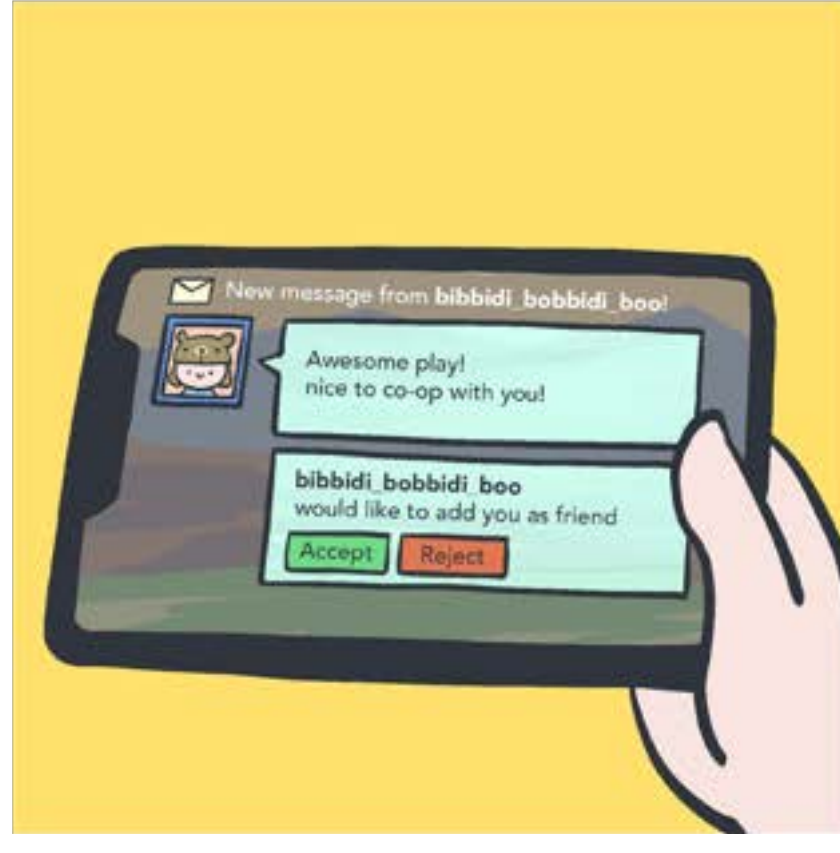 New message from bibbidi_bobbidi_boo!
Awesome play!
nice to co-op with you!
bibbidi_bobbidi_boo
would like to add you as friend
Accept Reject